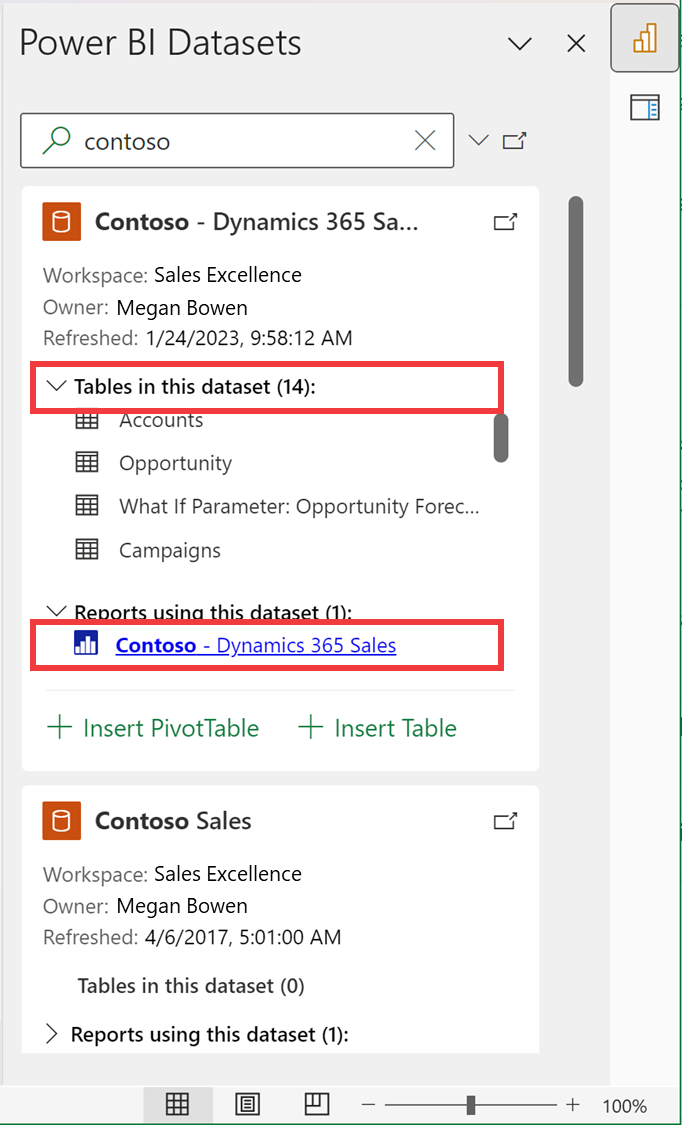 Power BI Datasets
contoso
Contoso - Dynamics 365 Sa...
Workspace: Sales Excellence
Owner: Megan Bowen
Refreshed: 1/24/2023, 9:58:12 AM
Tables in this dataset (14):
Accounts
Opportunity
What If Parameter: Opportunity Forec...
Campaigns
Reports using this dataset (1):
Contoso - Dynamics 365 Sales
Insert PivotTable Insert Table
Contoso Sales
Workspace: Sales Excellence
Owner: Megan Bowen
Refreshed: 4/6/2017, 5:01:00 AM
Tables in this dataset (0)
Reports using this dataset (1):
100%